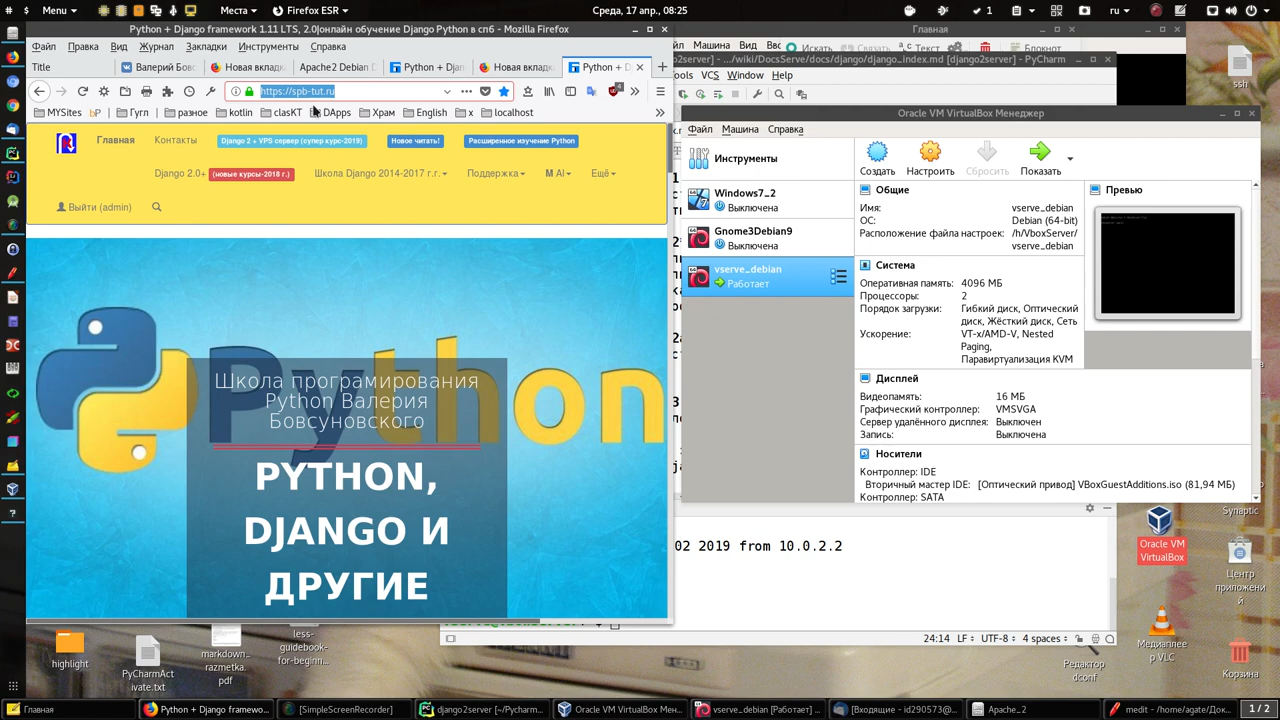 Приложения
Места
Firefox ESR
Среда, 17 апр., 08:25
ru
Python + Django framework 1.11 LTS, 2.0|онлайн обучение Django Python в спб - Mozilla Firefox
Файл Правка Вид Журнал Закладки Инструменты Справка
Title
Валерий Бовс
Новая вкладк
Apache2 Debian D
Python + Djan
Новая вкладк
Python + D
https://spb-tut.ru
MYSites
Гугл
разное
kotlin
clasKT
DApps
Храм
English
x
localhost
Главная
Контакты
Django 2 + VPS сервер (супер курс-2019)
Новое читать!
Расширенное изучение Python
Django 2.0+ (новые курсы-2018 г.)
Школа Django 2014-2017 г.г.
Поддержка
M AI
Ещё
Выйти (admin)
Python
Школа програмирования
Python Валерия
Бовсуновского
PYTHON,
DJANGO И
ДРУГИЕ
Главная
Машина Вид
Искать Связать Текст Блокнот
o2server] - .../wiki/DocsServe/docs/django/django_index.md [django2server] - PyCharm
ools VCS Window Help
Oracle VM VirtualBox Менеджер
Файл Машина Справка
Инструменты
Windows7_2
Выключена
Gnome3Debian9
Выключена
vserve_debian
Работает
Создать
Настроить
Сбросить
Показать
Общие
Имя: vserve_debian
ОС: Debian (64-bit)
Расположение файла настроек: /h/VboxServer/
vserve_debian
Превью
Система
Оперативная память: 4096 МБ
Процессоры: 2
Порядок загрузки: Гибкий диск, Оптический
диск, Жёсткий диск, Сеть
Ускорение: VT-x/AMD-V, Nested
Paging,
Паравиртуализация KVM
Дисплей
Видеопамять: 16 МБ
Графический контроллер: VMSVGA
Сервер удалённого дисплея: Выключен
Запись: Выключена
Носители
Контроллер: IDE
Вторичный мастер IDE: [Оптический привод] VBoxGuestAdditions.iso (81,94 МБ)
Контроллер: SATA
02 2019 from 10.0.2.2
24:14 LF UTF-8 4 spaces
ssh
Synaptic
Oracle VM
VirtualBox
Центр
приложени
й
Медиаплее
р VLC
Корзина
Редактор
dconf
highlight
PyCharmAct
ivate.txt
markdown_
razmetka.
pdf
less-
guidebook-
for-beginn...
Главная
Python + Django framewo...
[SimpleScreenRecorder]
django2server [~/Pycharm...
Oracle VM VirtualBox Мен...
vserve_debian [Работает] ...
[Входящие - id290573@...
Apache_2
medit - /home/agate/Док...
1 / 2